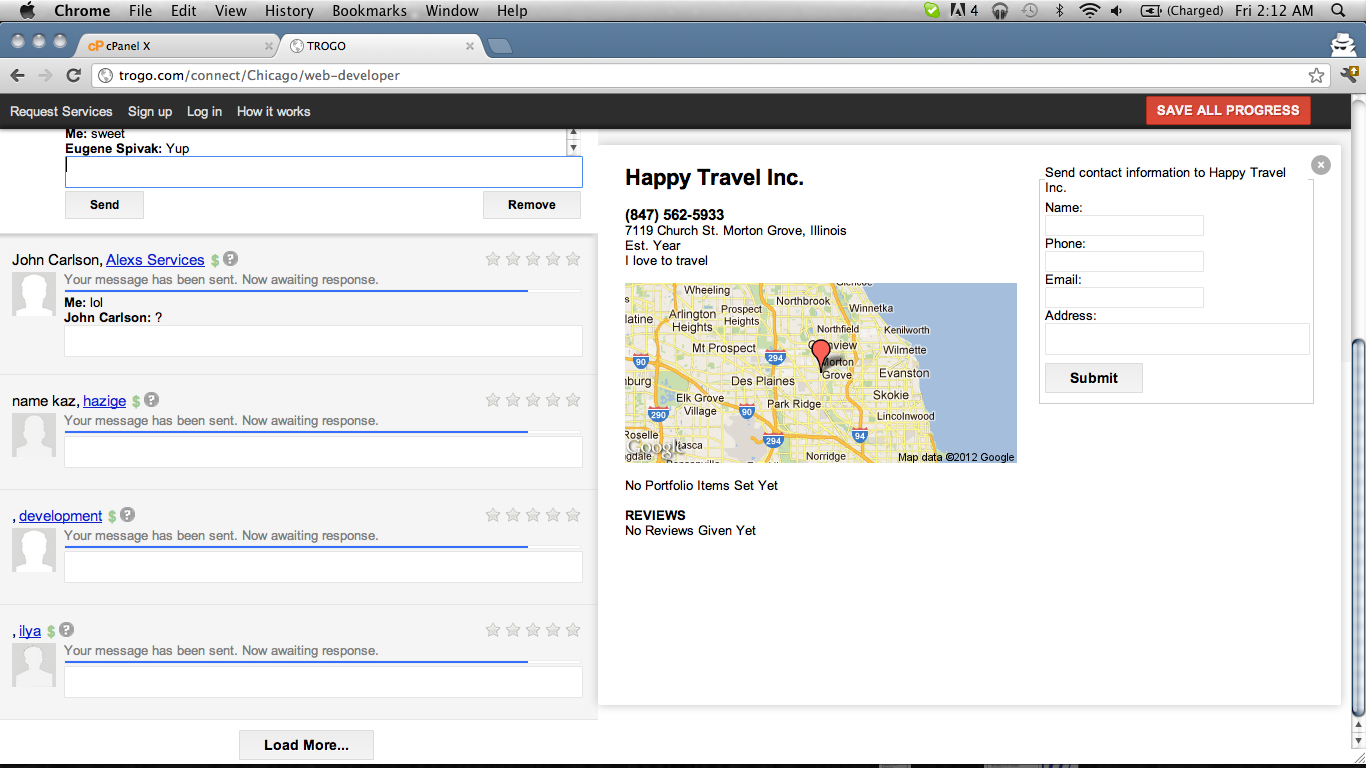 Chrome File Edit View History Bookmarks Window Help 4 (Charged) Fri 2:12 AM
cP cPanel X TROGO
trogo.com/connect/Chicago/web-developer
Request Services Sign up Log in How it works SAVE ALL PROGRESS
Me: sweet
Eugene Spivak: Yup
Send Remove
John Carlson, Alexs Services $ ?
Your message has been sent. Now awaiting response.
Me: lol
John Carlson: ?
name kaz, hazige $ ?
Your message has been sent. Now awaiting response.
, development $ ?
Your message has been sent. Now awaiting response.
, ilya $ ?
Your message has been sent. Now awaiting response.
Load More...
Happy Travel Inc.
(847) 562-5933
7119 Church St. Morton Grove, Illinois
Est. Year
I love to travel
Wheeling
Northbrook
Glencoe
latine
Arlington
Heights
Prospect
Heights
Winnetka
Northfield
Kenilworth
Mt Prospect
294
Glenview
Wilmette
90
Morton
Grove
Evanston
nburg
Des Plaines
Skokie
Elk Grove
Village
Park Ridge
290
90
Lincolnwood
Roselle
294
94
Google
Itasca
ngdale
Norridge
Map data ©2012 Google
No Portfolio Items Set Yet
REVIEWS
No Reviews Given Yet
Send contact information to Happy Travel
Inc.
Name:
Phone:
Email:
Address:
Submit